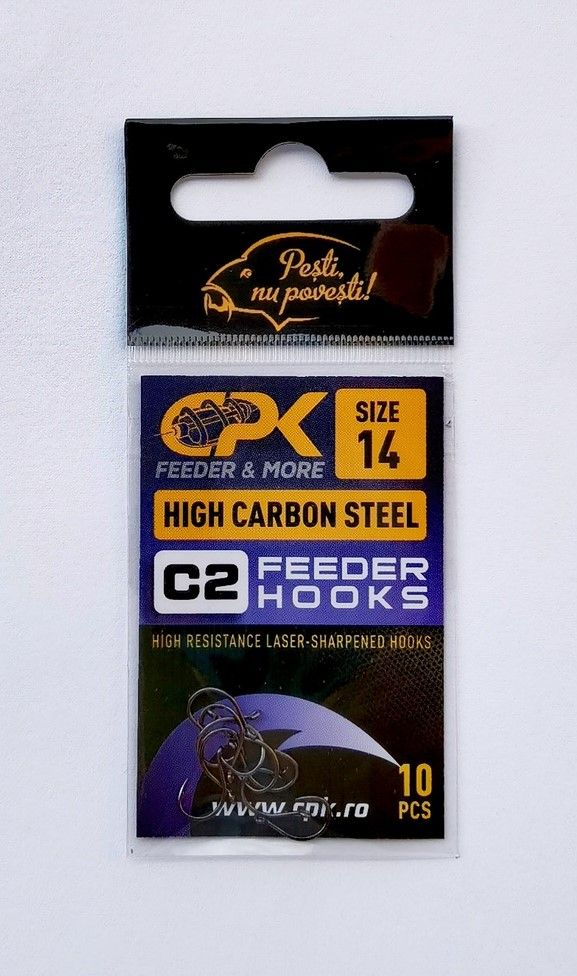 Pești,
nu povești!
CPK
FEEDER & MORE
SIZE
14
HIGH CARBON STEEL
C2
FEEDER
HOOKS
HIGH RESISTANCE LASER-SHARPENED HOOKS
10
PCS
www.cpk.ro